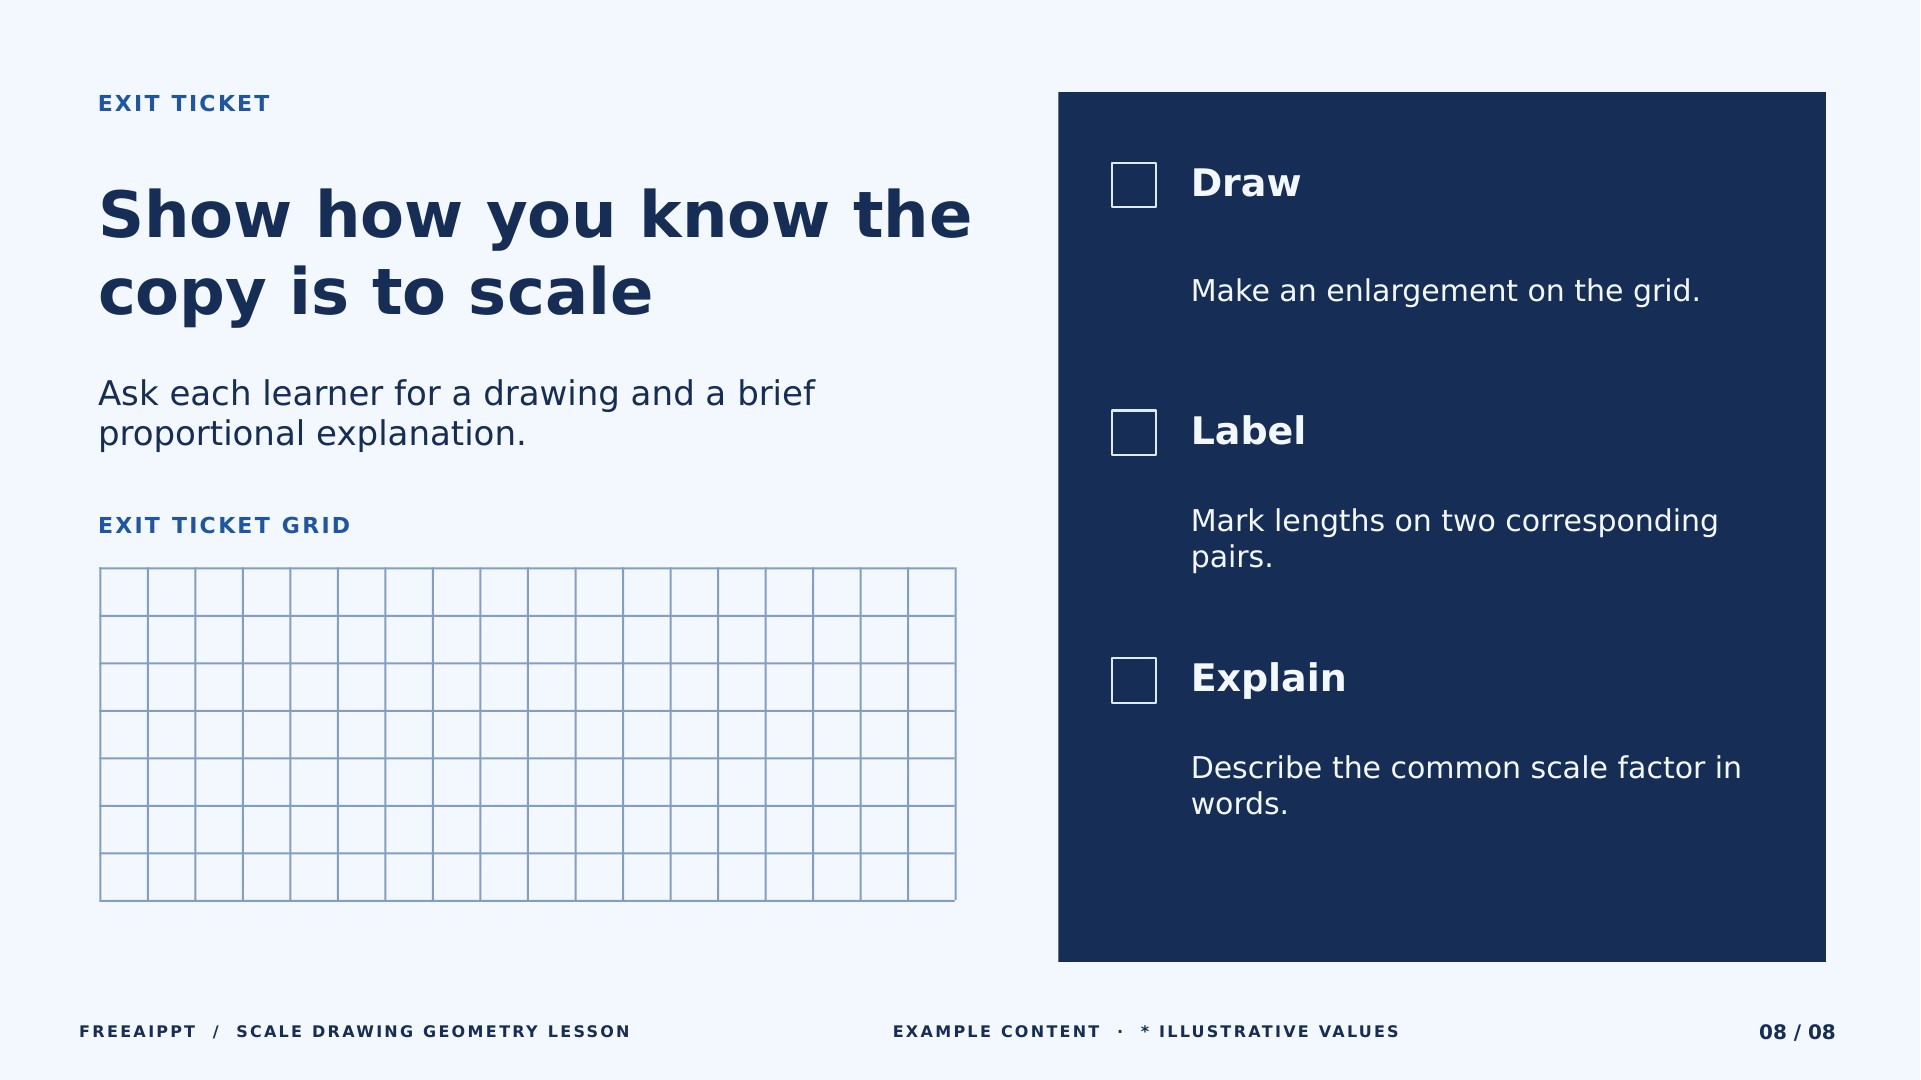 EXIT TICKET
Show how you know the
copy is to scale
Ask each learner for a drawing and a brief
proportional explanation.
EXIT TICKET GRID
Draw
Make an enlargement on the grid.
Label
Mark lengths on two corresponding
pairs.
Explain
Describe the common scale factor in
words.
FREEAIPPT / SCALE DRAWING GEOMETRY LESSON
EXAMPLE CONTENT · * ILLUSTRATIVE VALUES
08 / 08